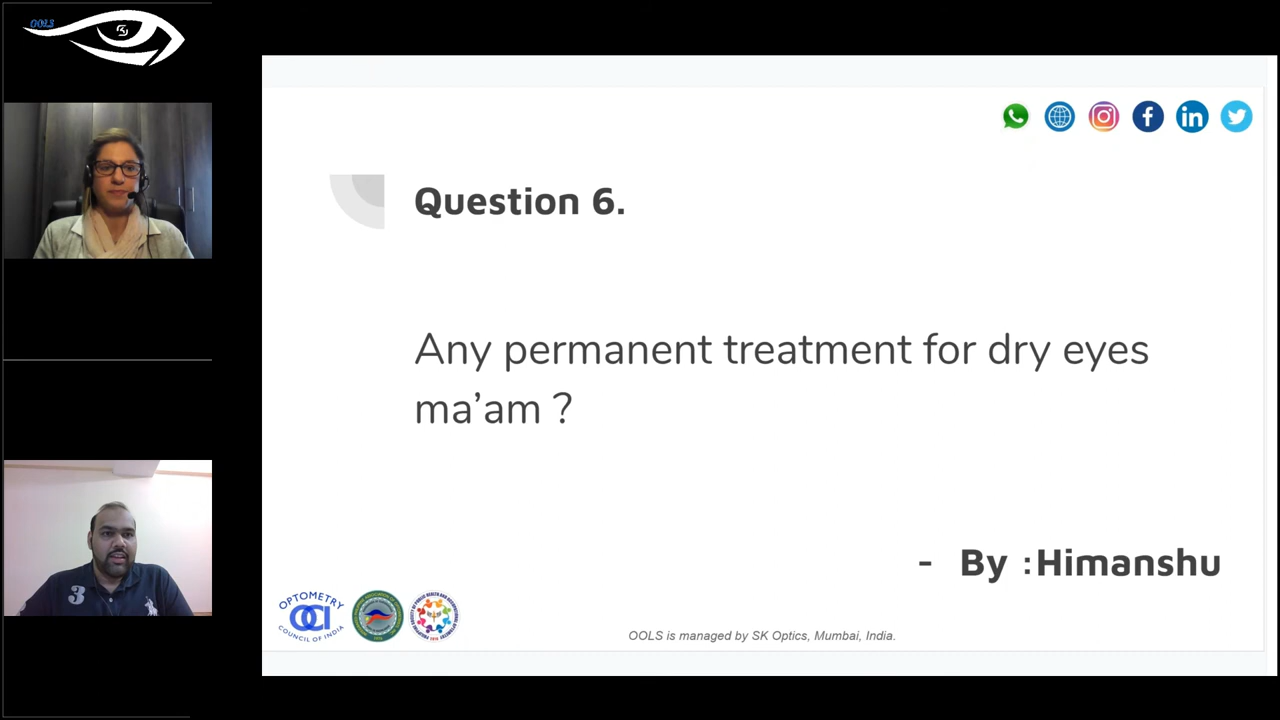 OOLS
Question 6.
Any permanent treatment for dry eyes
ma’am ?
- By :Himanshu
OPTOMETRY
OCI
COUNCIL OF INDIA
OOLS is managed by SK Optics, Mumbai, India.
3